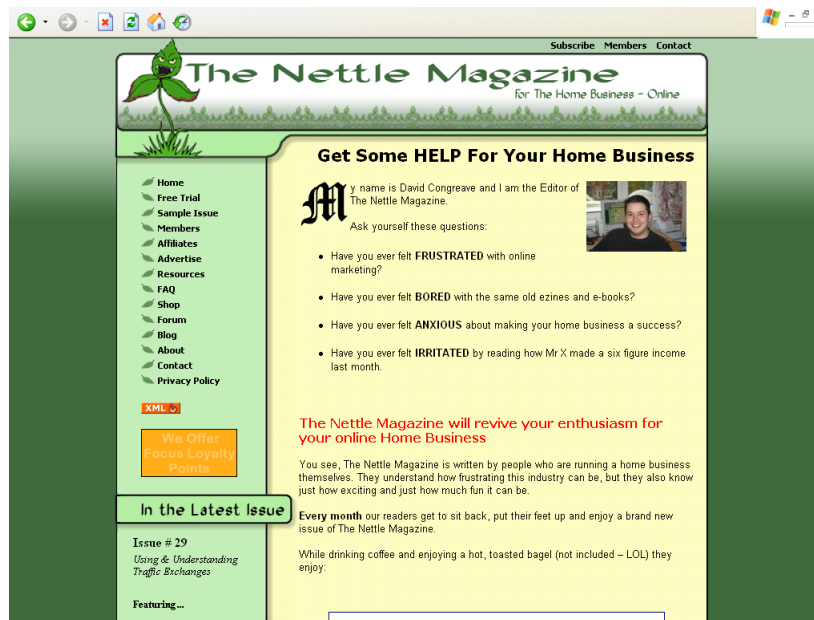 Subscribe Members Contact
The Nettle Magazine
For The Home Business - Online
Home
Free Trial
Sample Issue
Members
Affiliates
Advertise
Resources
FAQ
Shop
Forum
Blog
About
Contact
Privacy Policy
XML
We Offer
Focus Loyalty
Points
In the Latest Issue
Issue # 29
Using & Understanding
Traffic Exchanges
Featuring...
Get Some HELP For Your Home Business
My name is David Congreave and I am the Editor of
The Nettle Magazine.
Ask yourself these questions:
• Have you ever felt FRUSTRATED with online
marketing?
• Have you ever felt BORED with the same old ezines and e-books?
• Have you ever felt ANXIOUS about making your home business a success?
• Have you ever felt IRRITATED by reading how Mr X made a six figure income
last month.
The Nettle Magazine will revive your enthusiasm for
your online Home Business
You see, The Nettle Magazine is written by people who are running a home business
themselves. They understand how frustrating this industry can be, but they also know
just how exciting and just how much fun it can be.
Every month our readers get to sit back, put their feet up and enjoy a brand new
issue of The Nettle Magazine.
While drinking coffee and enjoying a hot, toasted bagel (not included – LOL) they
enjoy: